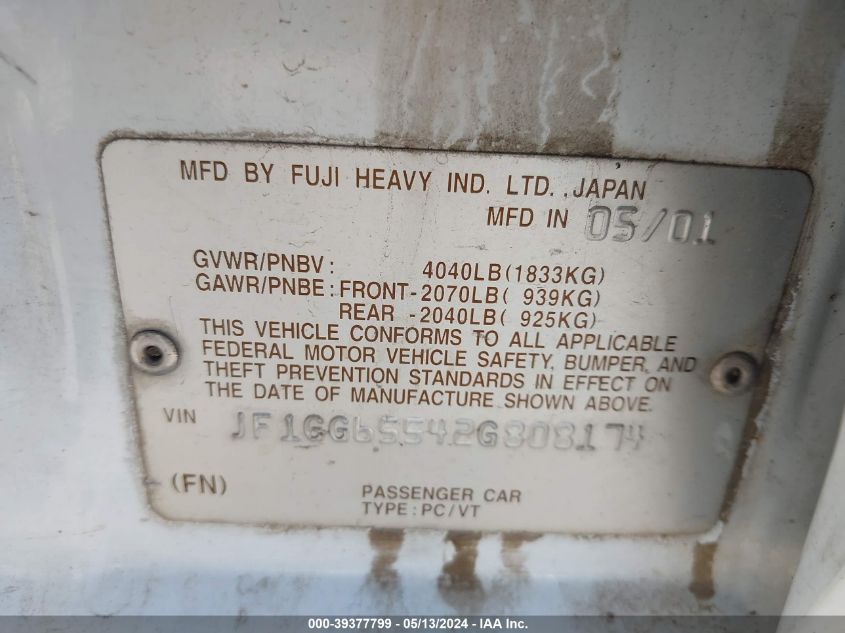 MFD BY FUJI HEAVY IND. LTD., JAPAN
MFD IN 05/01
GVWR/PNBV: 4040LB(1833KG)
GAWR/PNBE: FRONT-2070LB( 939KG)
REAR -2040LB( 925KG)
THIS VEHICLE CONFORMS TO ALL APPLICABLE
FEDERAL MOTOR VEHICLE SAFETY, BUMPER, AND
THEFT PREVENTION STANDARDS IN EFFECT ON
THE DATE OF MANUFACTURE SHOWN ABOVE.
VIN JF1GG65542G808174
(FN)
PASSENGER CAR
TYPE: PC/VT
000-39377799 - 05/13/2024 - IAA Inc.